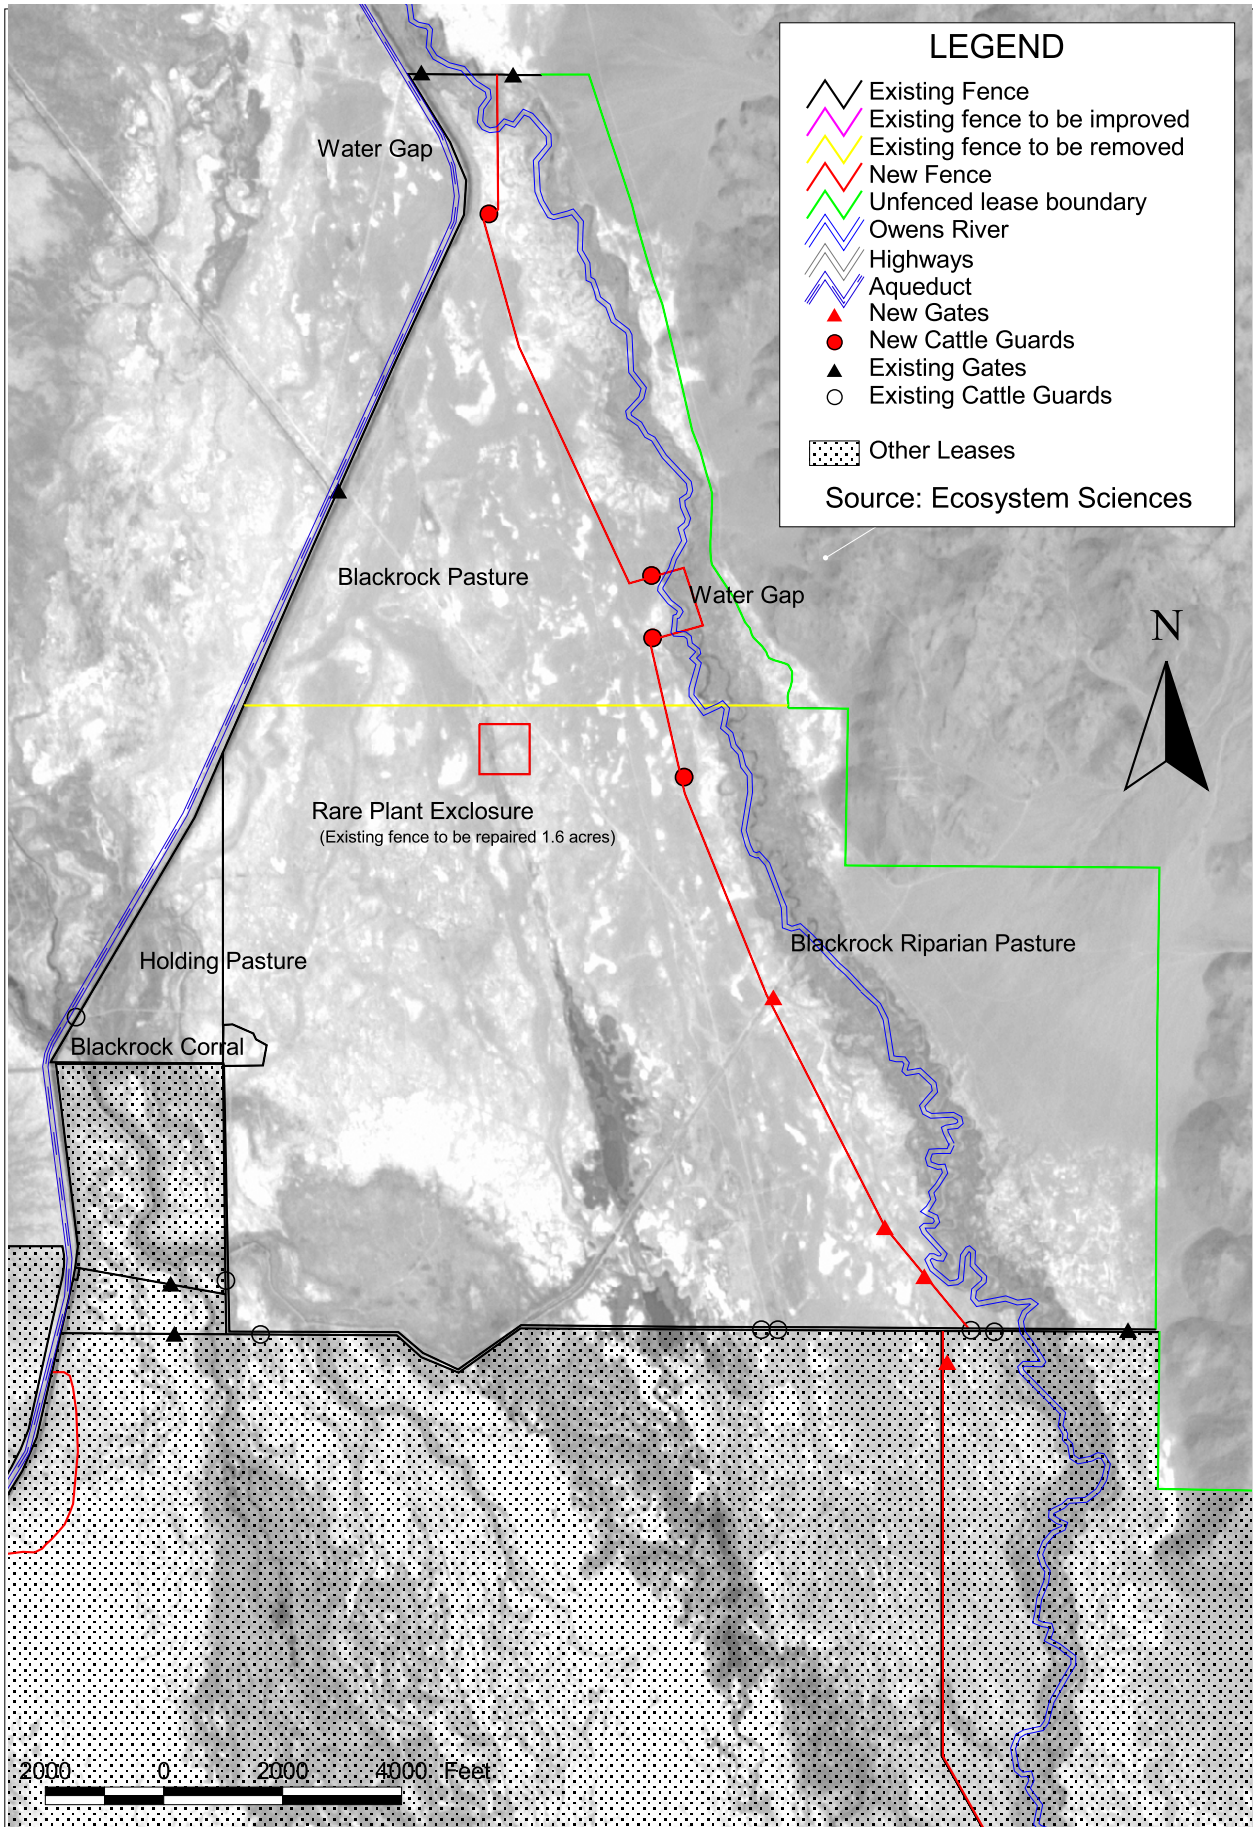 LEGEND
Existing Fence
Existing fence to be improved
Existing fence to be removed
New Fence
Unfenced lease boundary
Owens River
Highways
Aqueduct
New Gates
New Cattle Guards
Existing Gates
Existing Cattle Guards
Other Leases
Source: Ecosystem Sciences
Water Gap
Blackrock Pasture
Water Gap
N
Rare Plant Exclosure
(Existing fence to be repaired 1.6 acres)
Blackrock Riparian Pasture
Holding Pasture
Blackrock Corral
2000 0 2000 4000 Feet